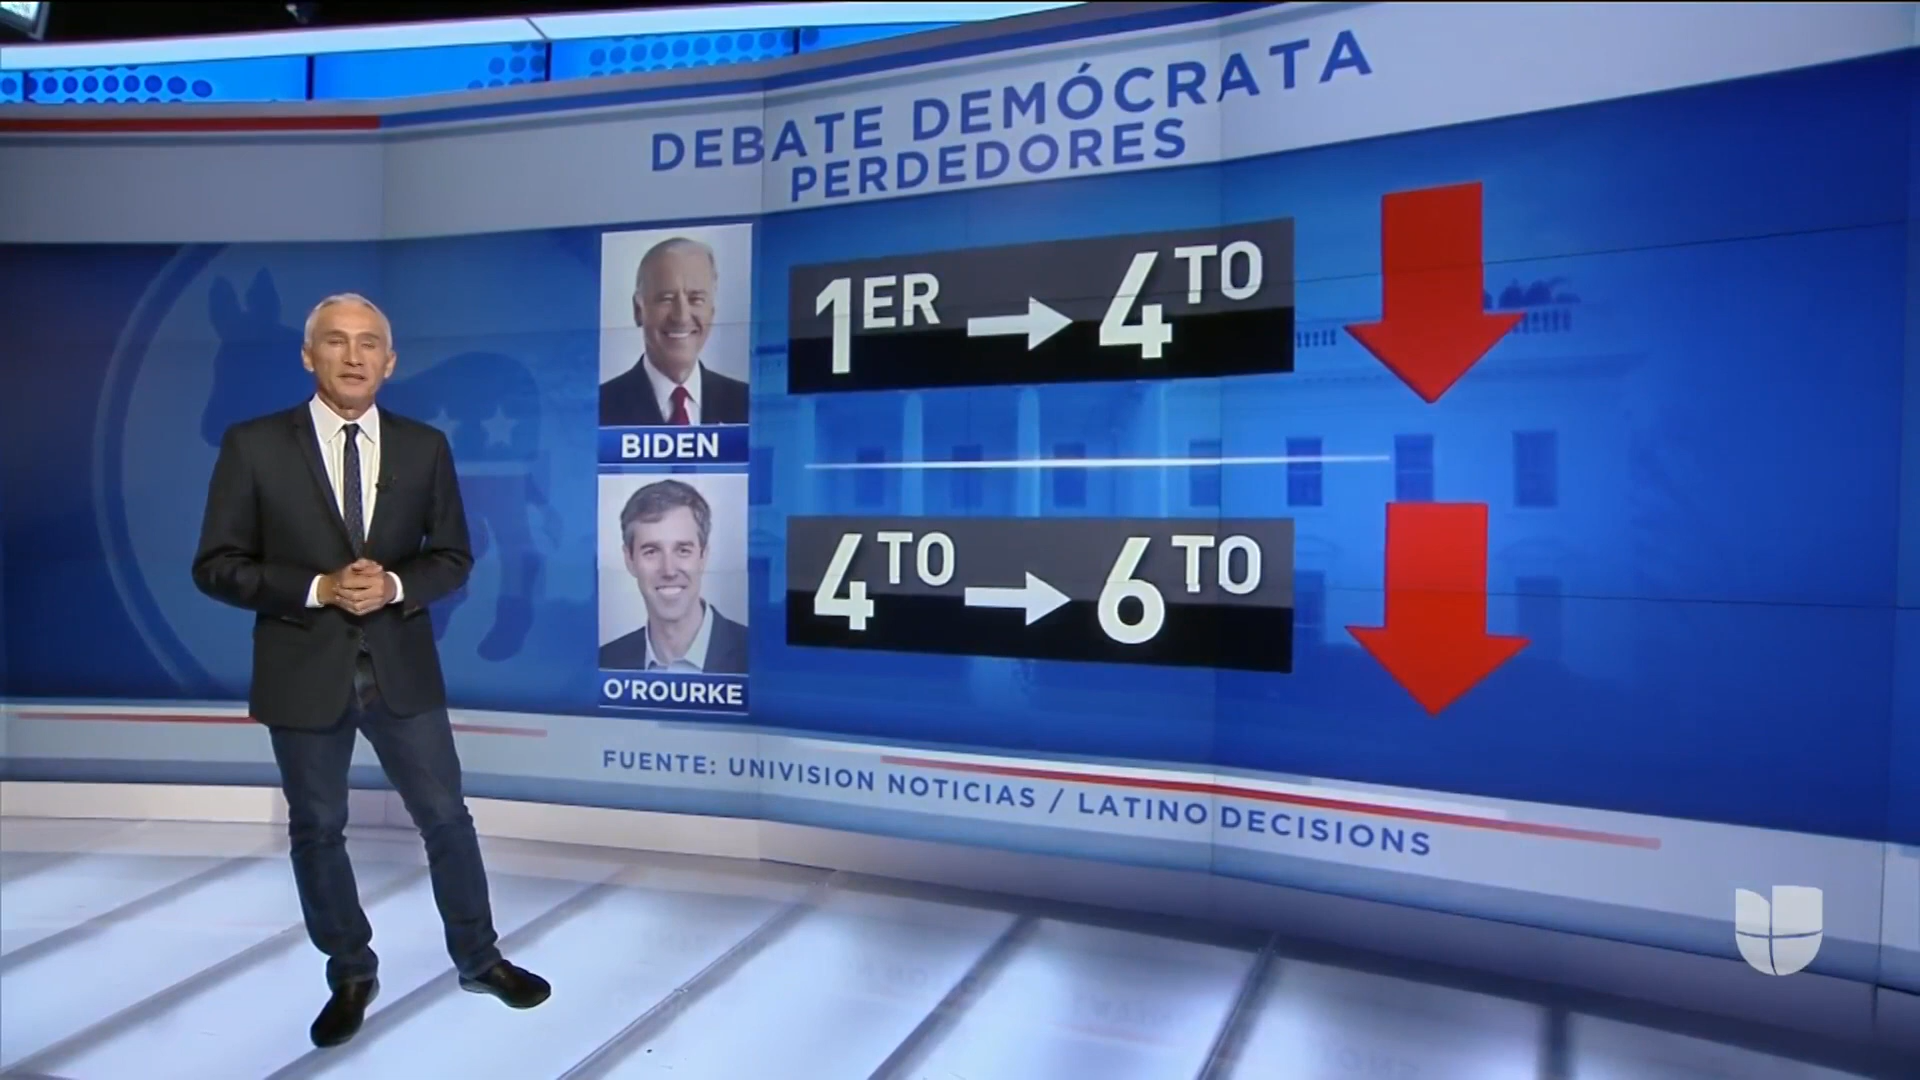 DEBATE DEMÓCRATA
PERDEDORES
1ER → 4TO
BIDEN
4TO → 6TO
O'ROURKE
FUENTE: UNIVISION NOTICIAS / LATINO DECISIONS